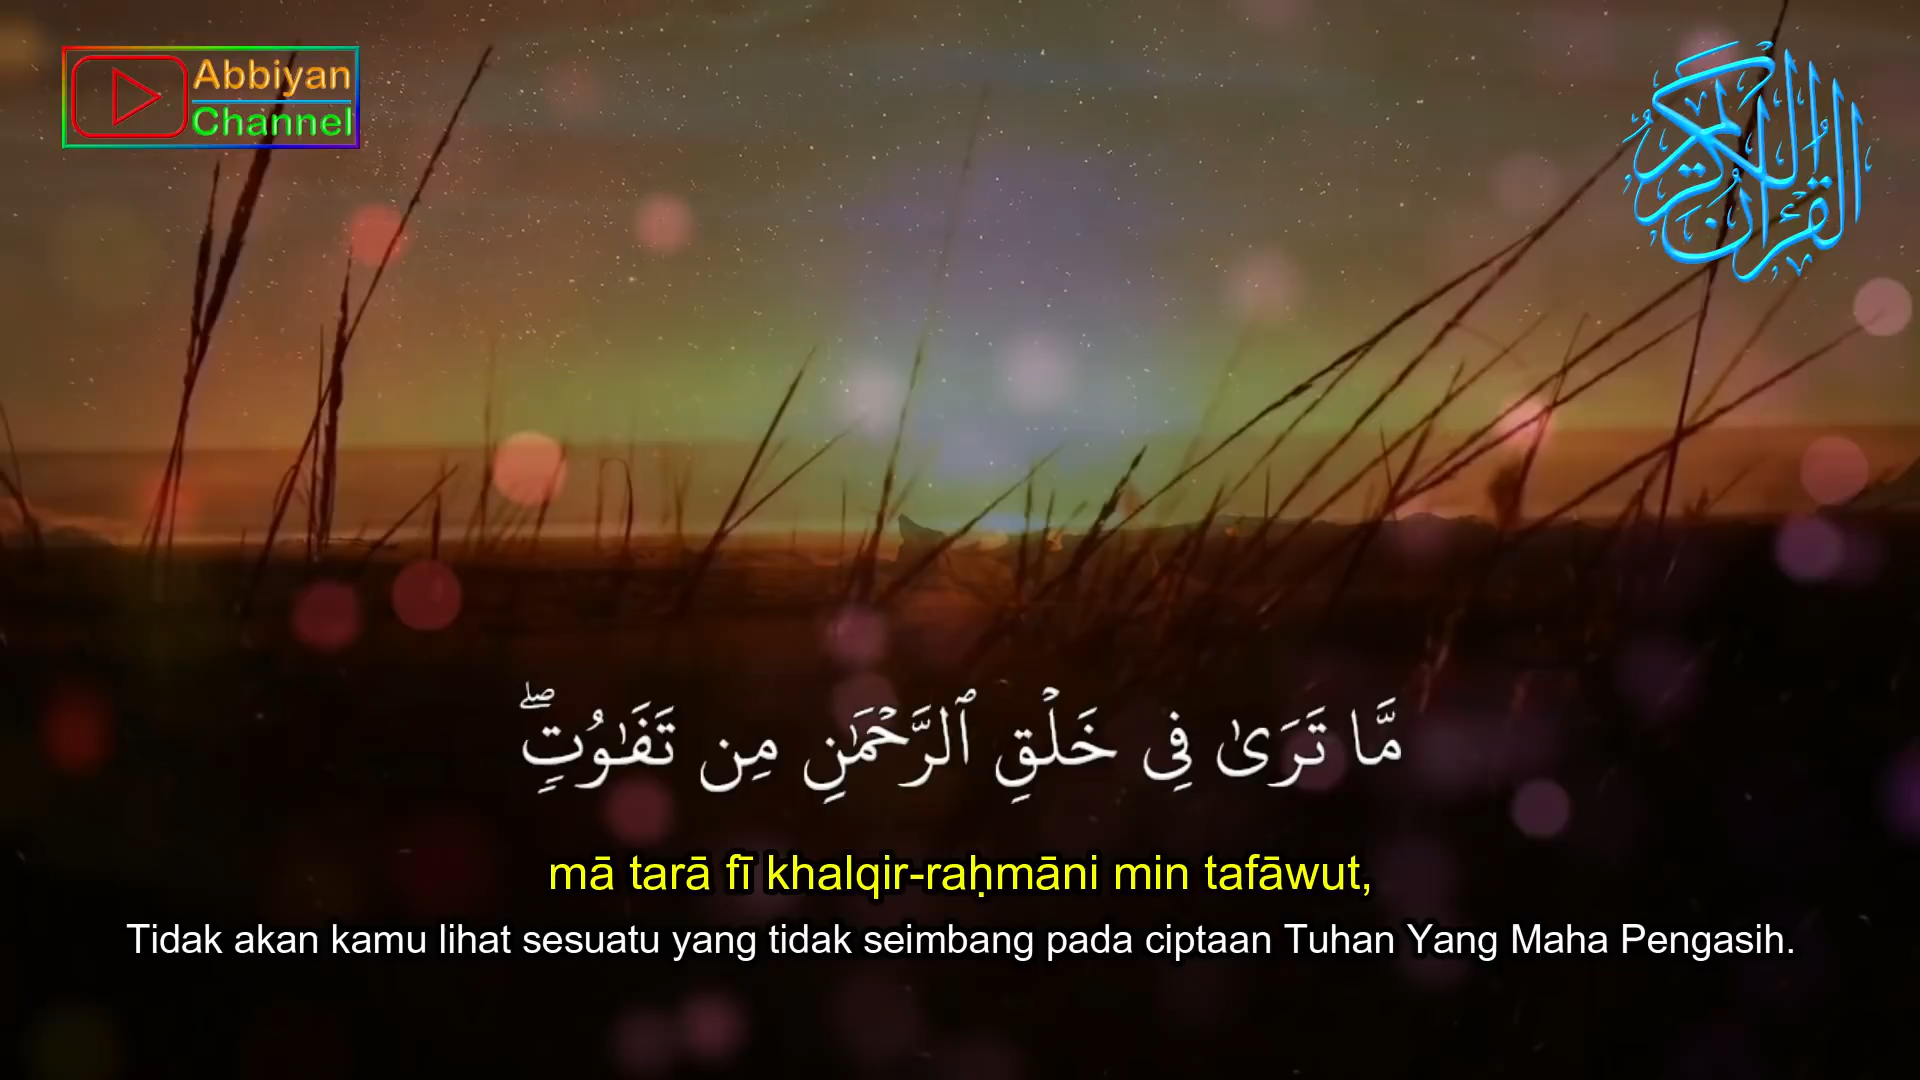 Abbiyan
Channel
القرآن الكريم
مَّا تَرَىٰ فِى خَلْقِ ٱلرَّحْمَـٰنِ مِن تَفَـٰوُتٍۖ
mā tarā fī khalqir-raḥmāni min tafāwut,
Tidak akan kamu lihat sesuatu yang tidak seimbang pada ciptaan Tuhan Yang Maha Pengasih.